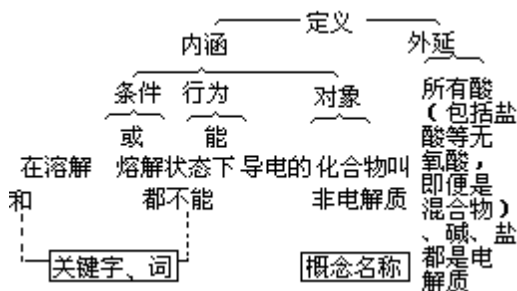 定义
内涵 外延
条件 行为 对象
或 能
在溶解 熔解状态下 导电的 化合物叫
和 都不能 非电解质
关键字、词 概念名称
所有酸
（包括盐
酸等无
氧酸，
即便是
混合物）
、碱、盐
都是电
解质